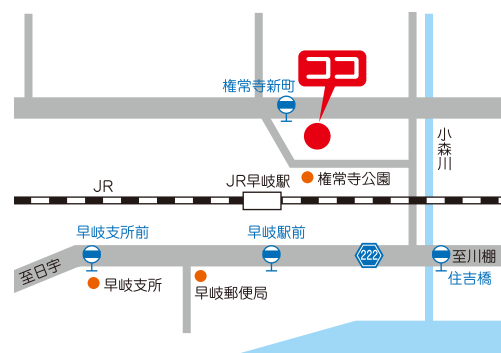 ココ
権常寺新町
小森川
権常寺公園
JR
JR早岐駅
早岐支所前
早岐駅前
222
至川棚
住吉橋
至日宇
早岐支所
早岐郵便局